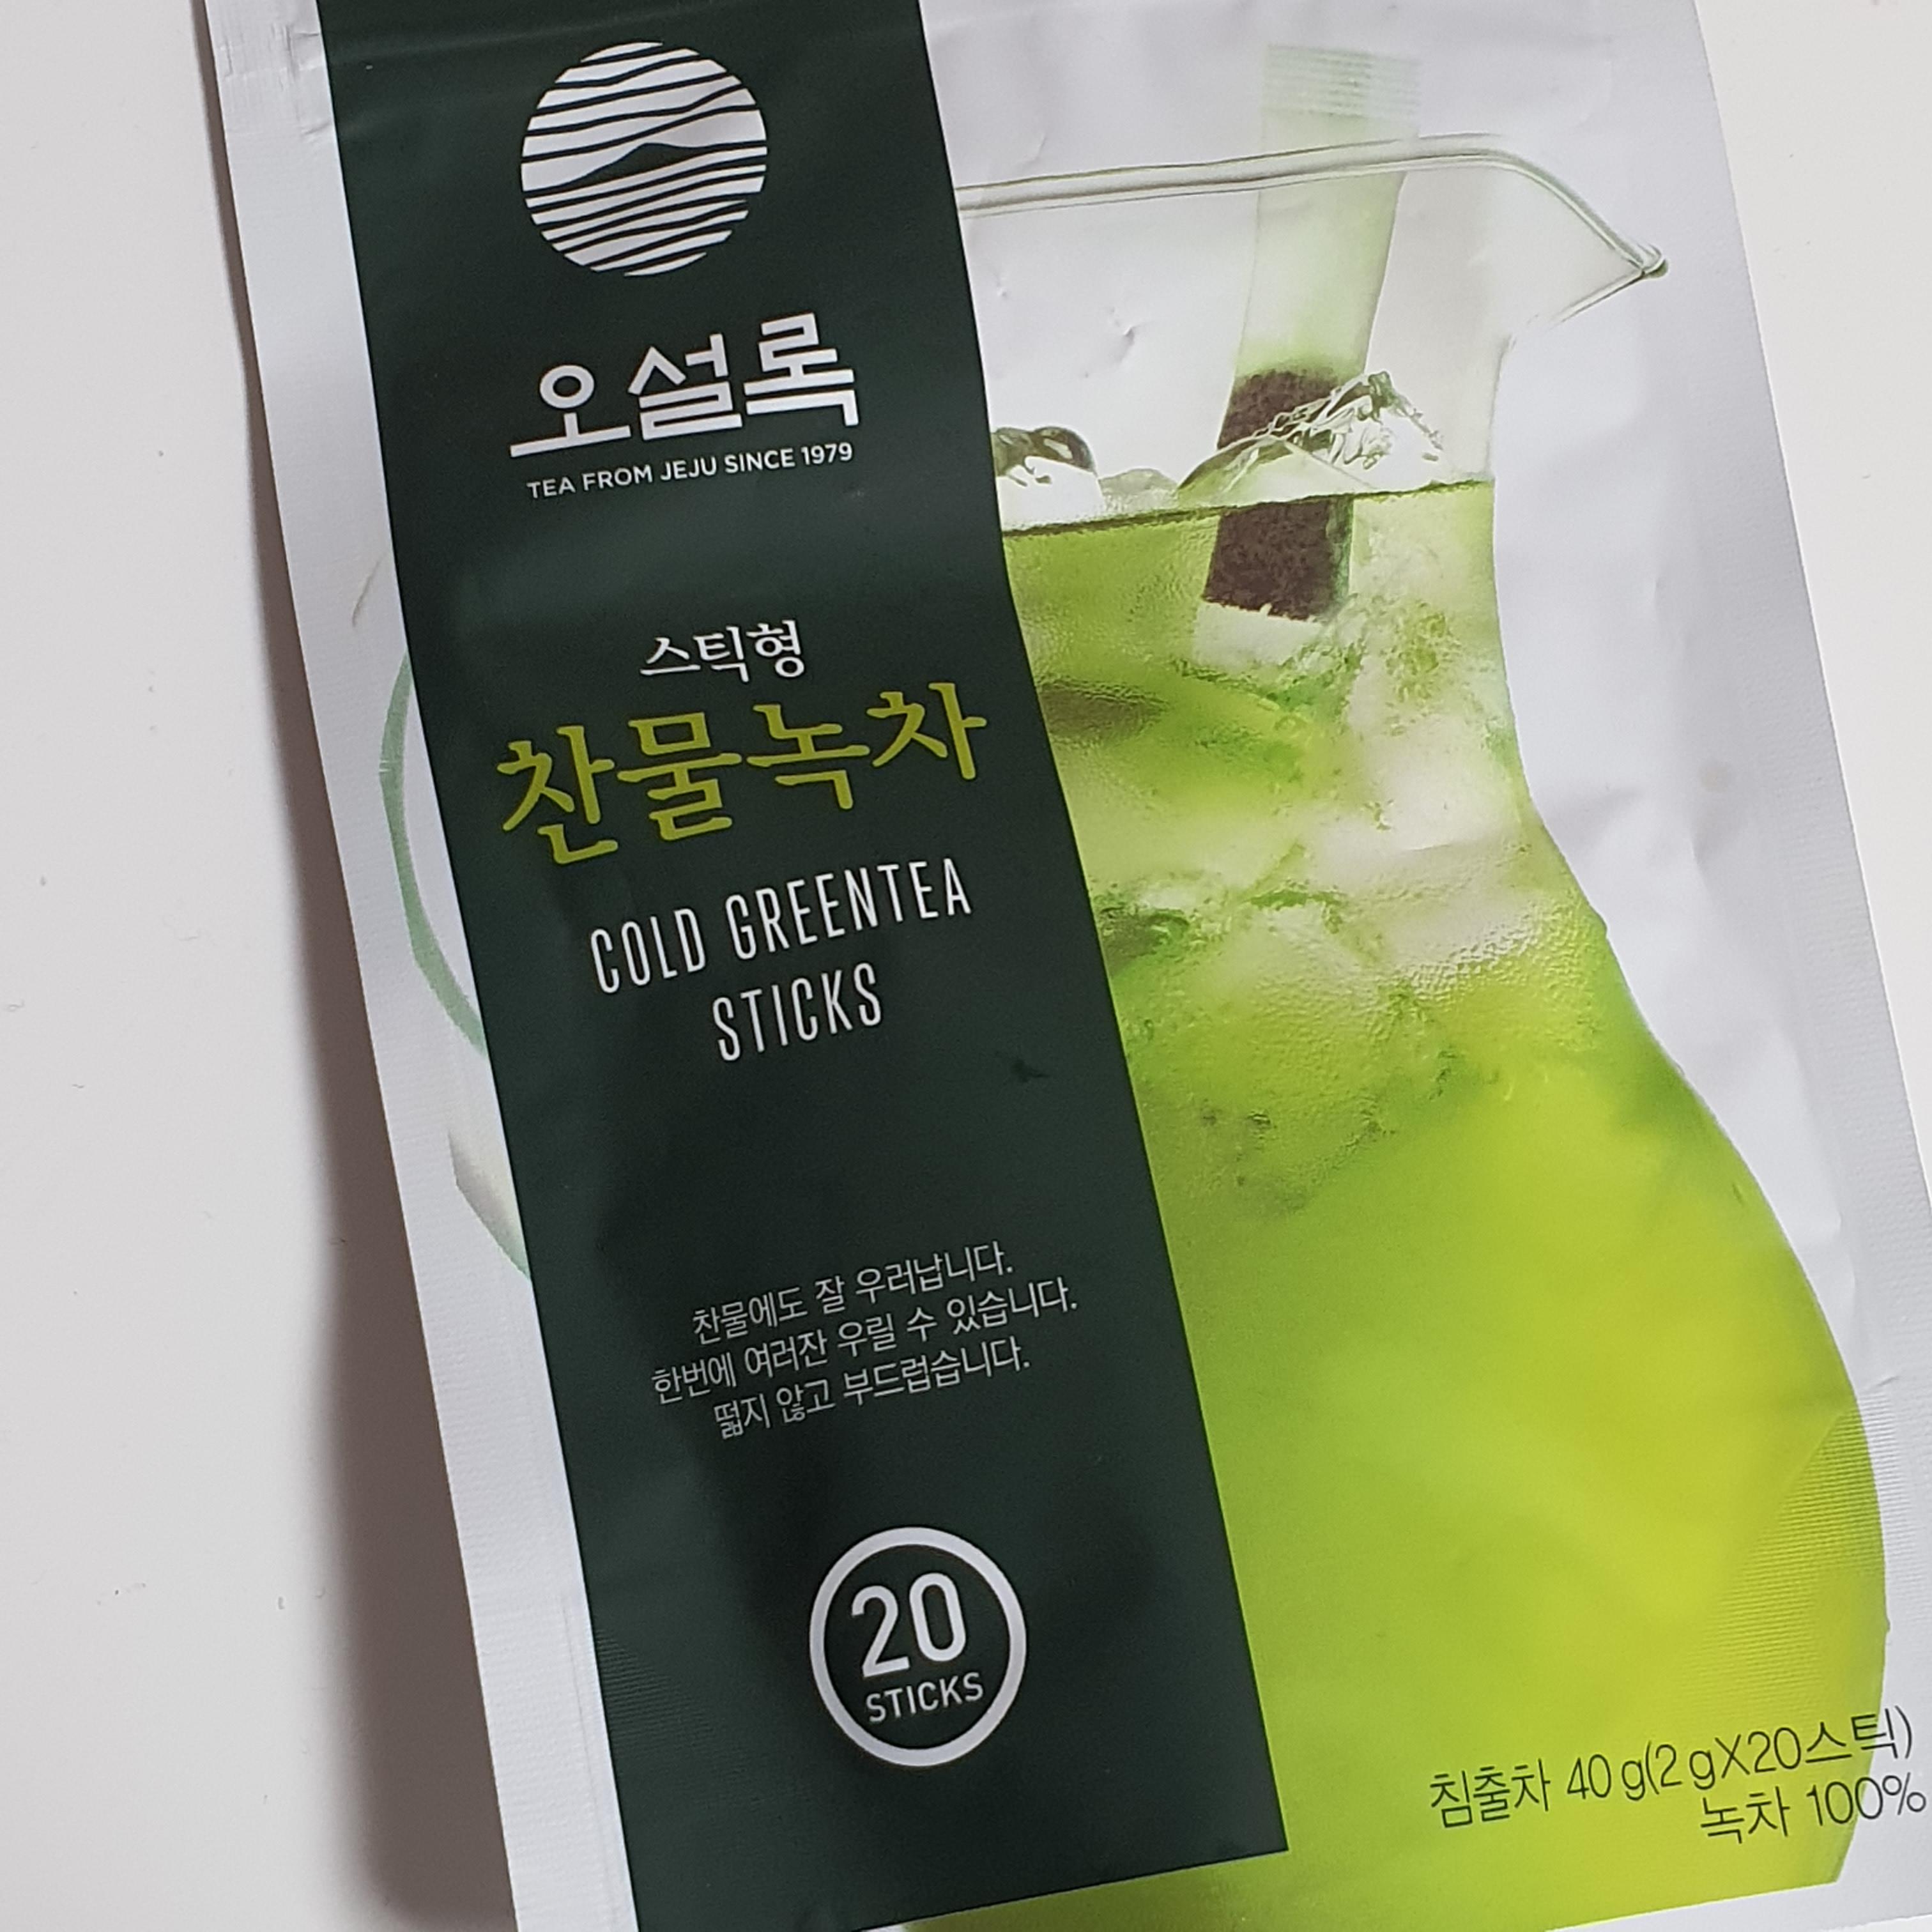 오설록
TEA FROM JEJU SINCE 1979
스틱형
찬물녹차
COLD GREENTEA
STICKS
찬물에도 잘 우러납니다.
한번에 여러잔 우릴 수 있습니다.
떫지 않고 부드럽습니다.
20
STICKS
침출차 40g(2gX20스틱)
녹차 100%